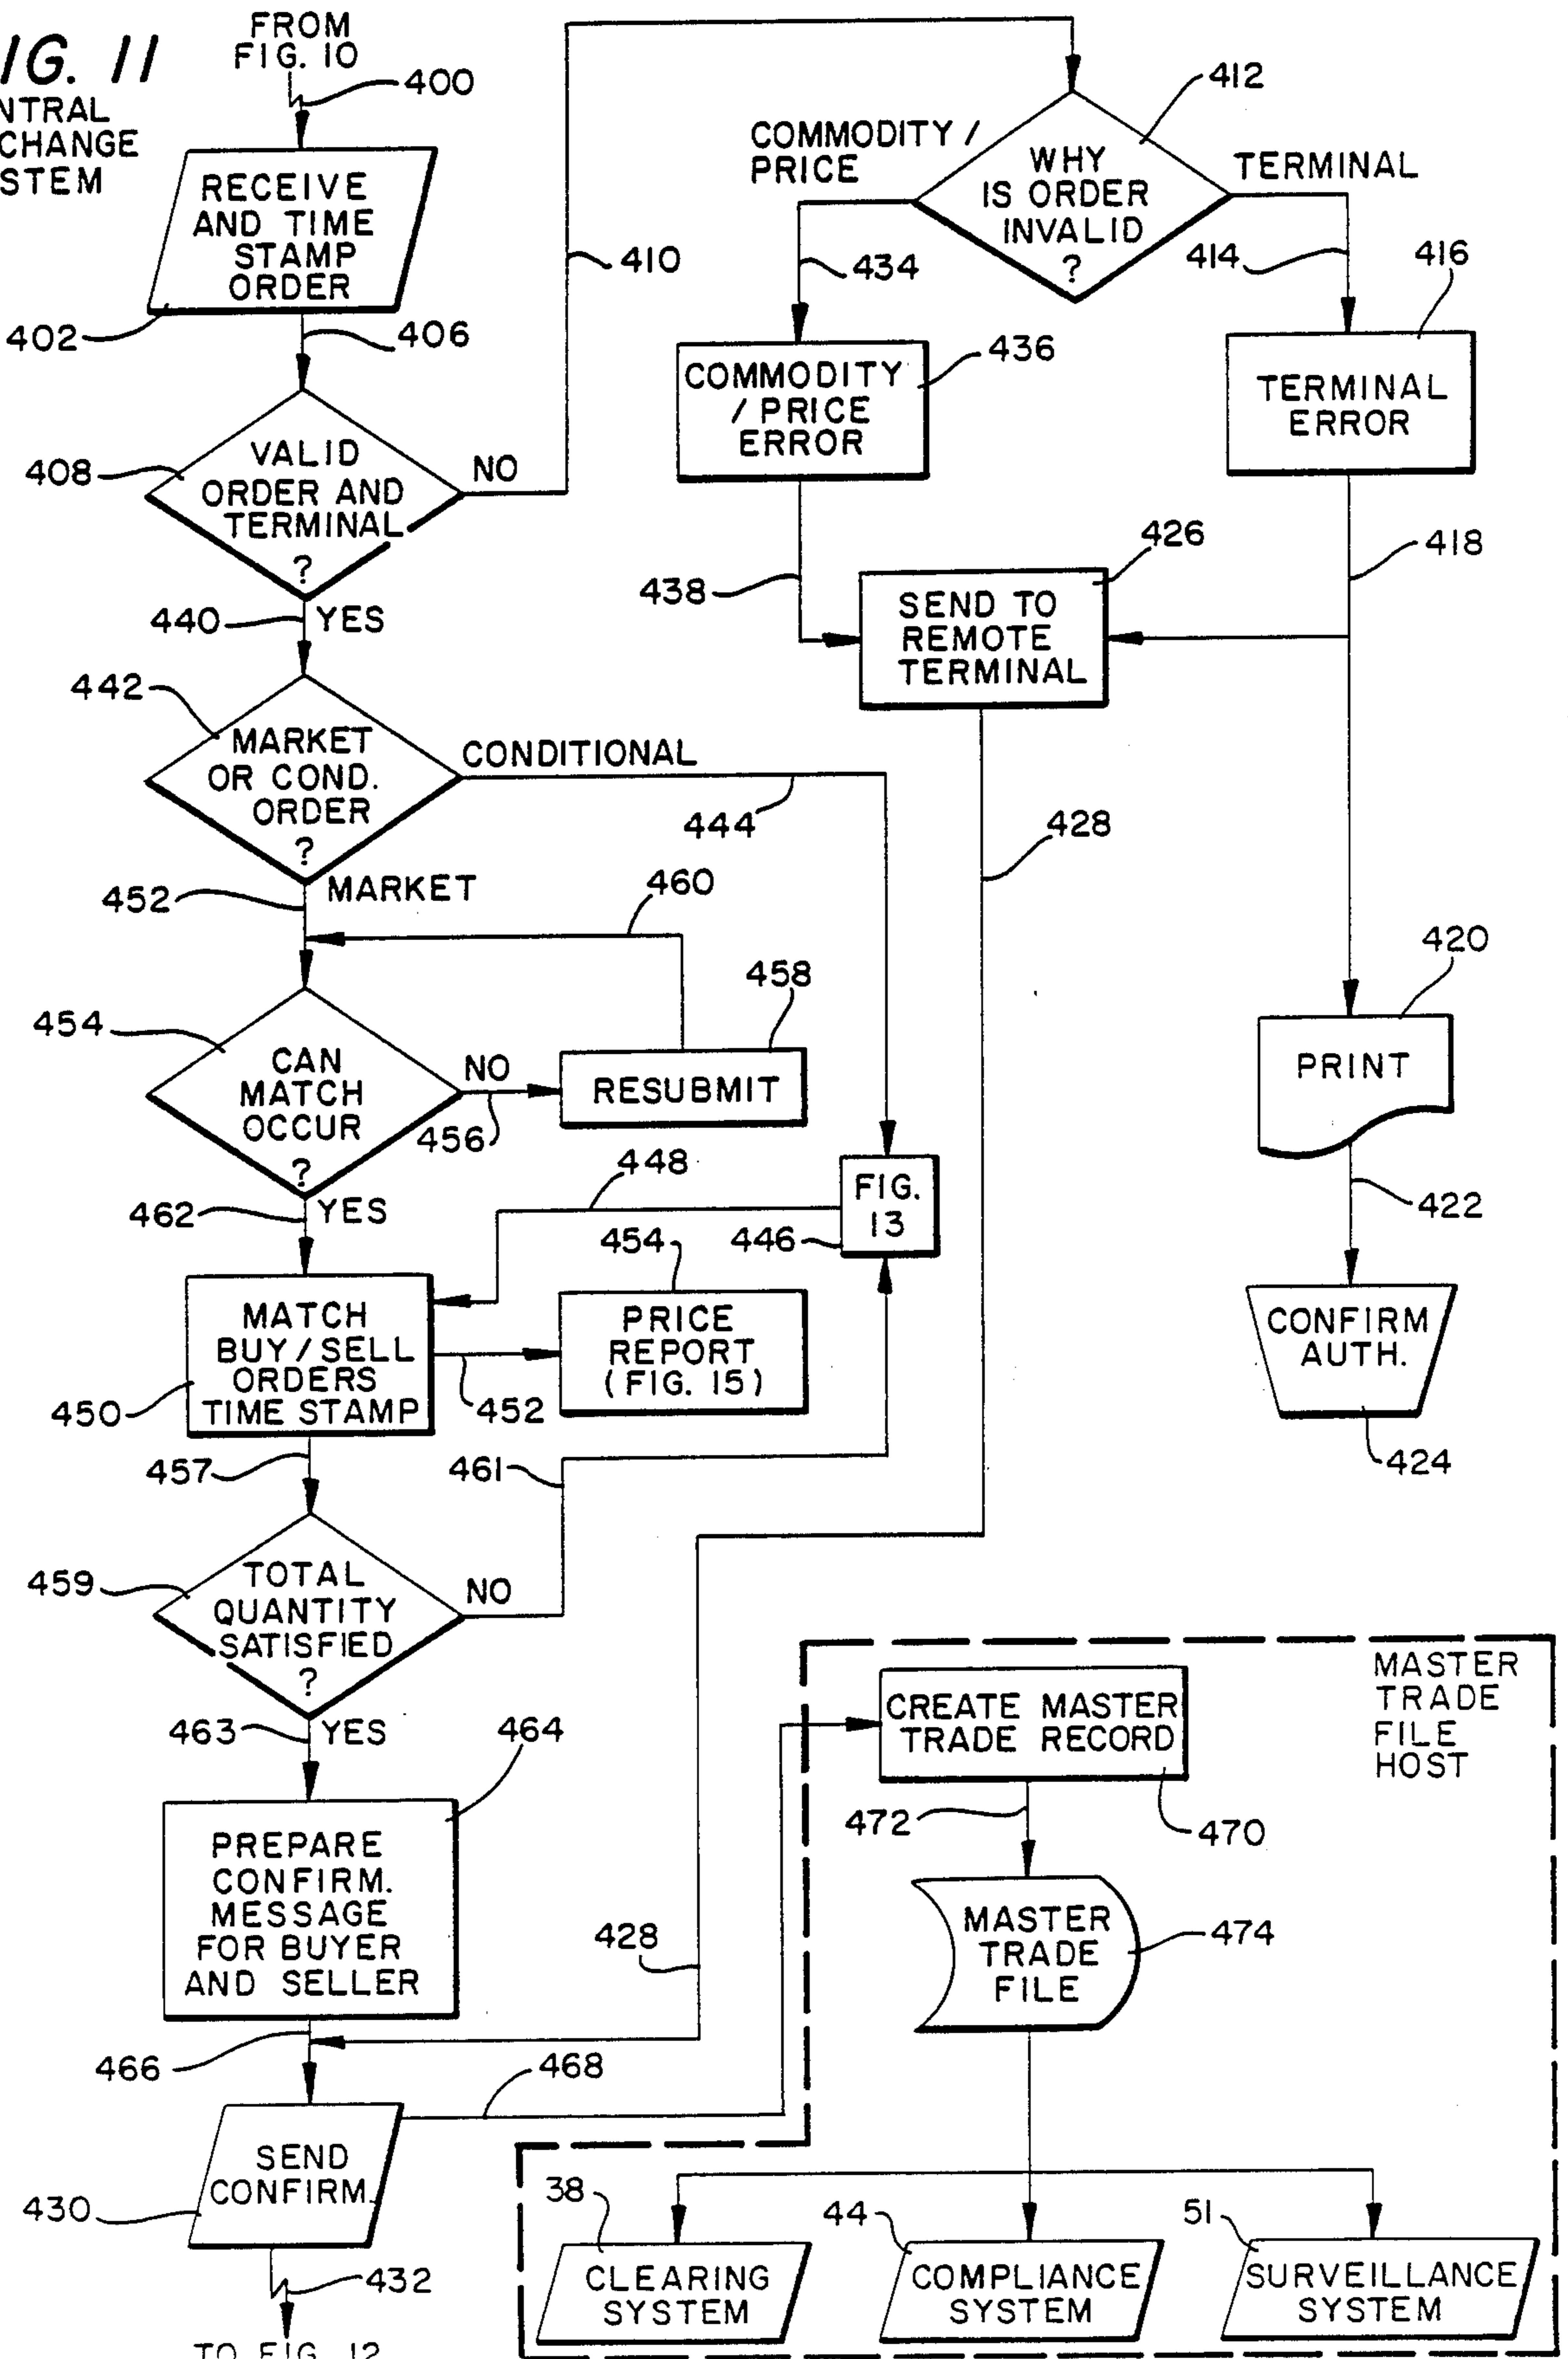 IG. 11
NTRAL
CHANGE
STEM
FROM
FIG. 10
400
RECEIVE
AND TIME
STAMP
ORDER
402
406
408
VALID
ORDER AND
TERMINAL
?
NO
410
412
WHY
IS ORDER
INVALID
?
COMMODITY /
PRICE
TERMINAL
434
414
416
436
COMMODITY
/ PRICE
ERROR
TERMINAL
ERROR
438
426
SEND TO
REMOTE
TERMINAL
418
440
YES
442
MARKET
OR COND.
ORDER
?
CONDITIONAL
444
428
452
MARKET
460
454
CAN
MATCH
OCCUR
?
NO
456
458
RESUBMIT
420
PRINT
422
CONFIRM
AUTH.
424
462
YES
448
FIG.
13
446
450
MATCH
BUY/SELL
ORDERS
TIME STAMP
452
454
PRICE
REPORT
(FIG. 15)
457
461
459
TOTAL
QUANTITY
SATISFIED
?
NO
463
YES
464
PREPARE
CONFIRM.
MESSAGE
FOR BUYER
AND SELLER
428
466
468
SEND
CONFIRM.
430
432
TO FIG. 12
MASTER
TRADE
FILE
HOST
CREATE MASTER
TRADE RECORD
470
472
MASTER
TRADE
FILE
474
38
CLEARING
SYSTEM
44
COMPLIANCE
SYSTEM
51
SURVEILLANCE
SYSTEM